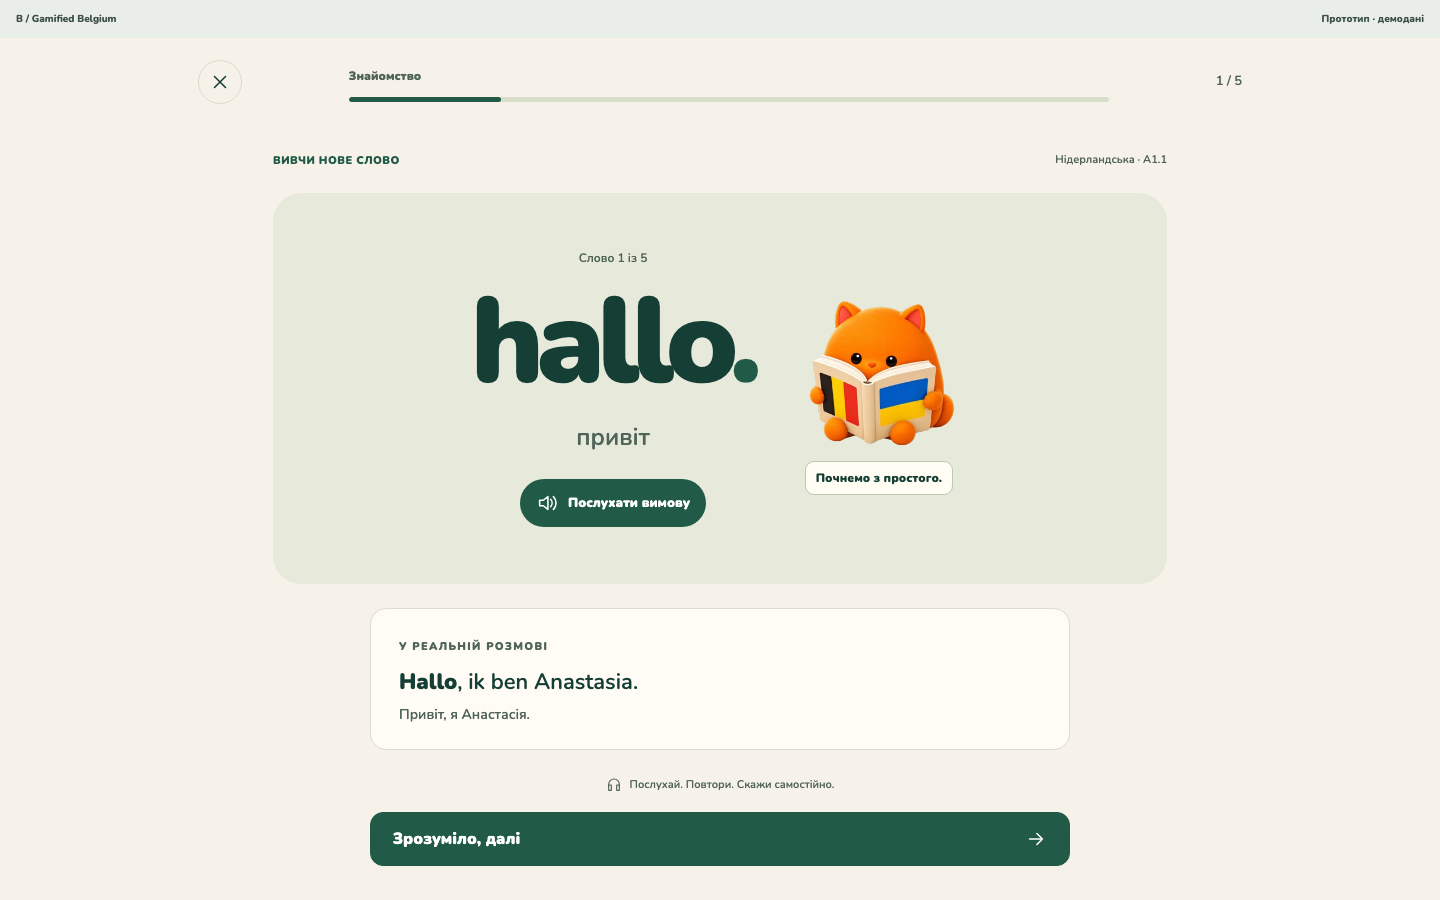 B / Gamified Belgium
Прототип · демодані
Знайомство
1 / 5
ВИВЧИ НОВЕ СЛОВО
Нідерландська · A1.1
Слово 1 із 5
hallo.
привіт
Послухати вимову
Почнемо з простого.
У РЕАЛЬНІЙ РОЗМОВІ
Hallo, ik ben Anastasia.
Привіт, я Анастасія.
Послухай. Повтори. Скажи самостійно.
Зрозуміло, далі